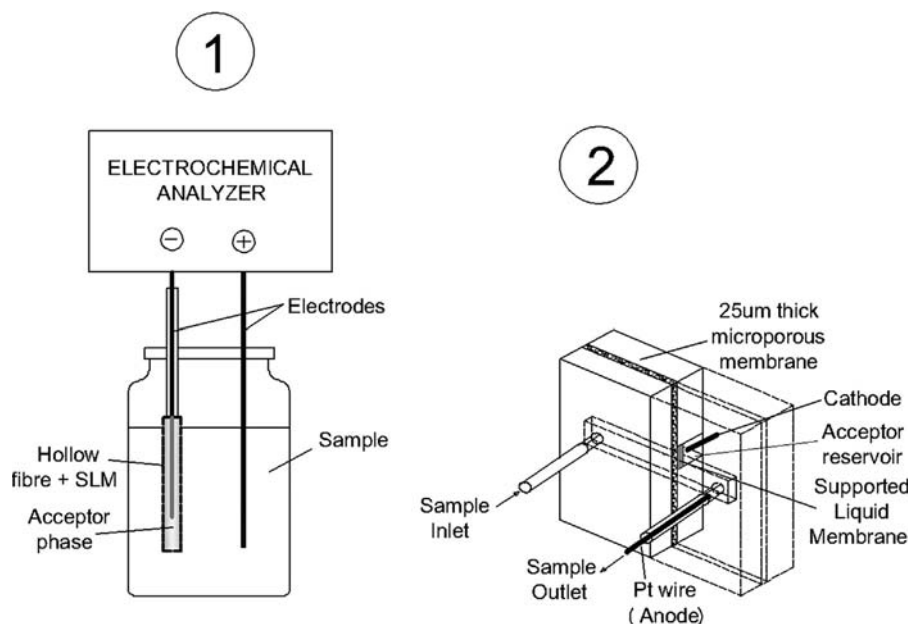 1
ELECTROCHEMICAL
ANALYZER
−
+
Electrodes
Sample
Hollow
fibre + SLM
Acceptor
phase
2
25um thick
microporous
membrane
Cathode
Acceptor
reservoir
Supported
Liquid
Membrane
Sample
Inlet
Sample
Outlet
Pt wire
( Anode)